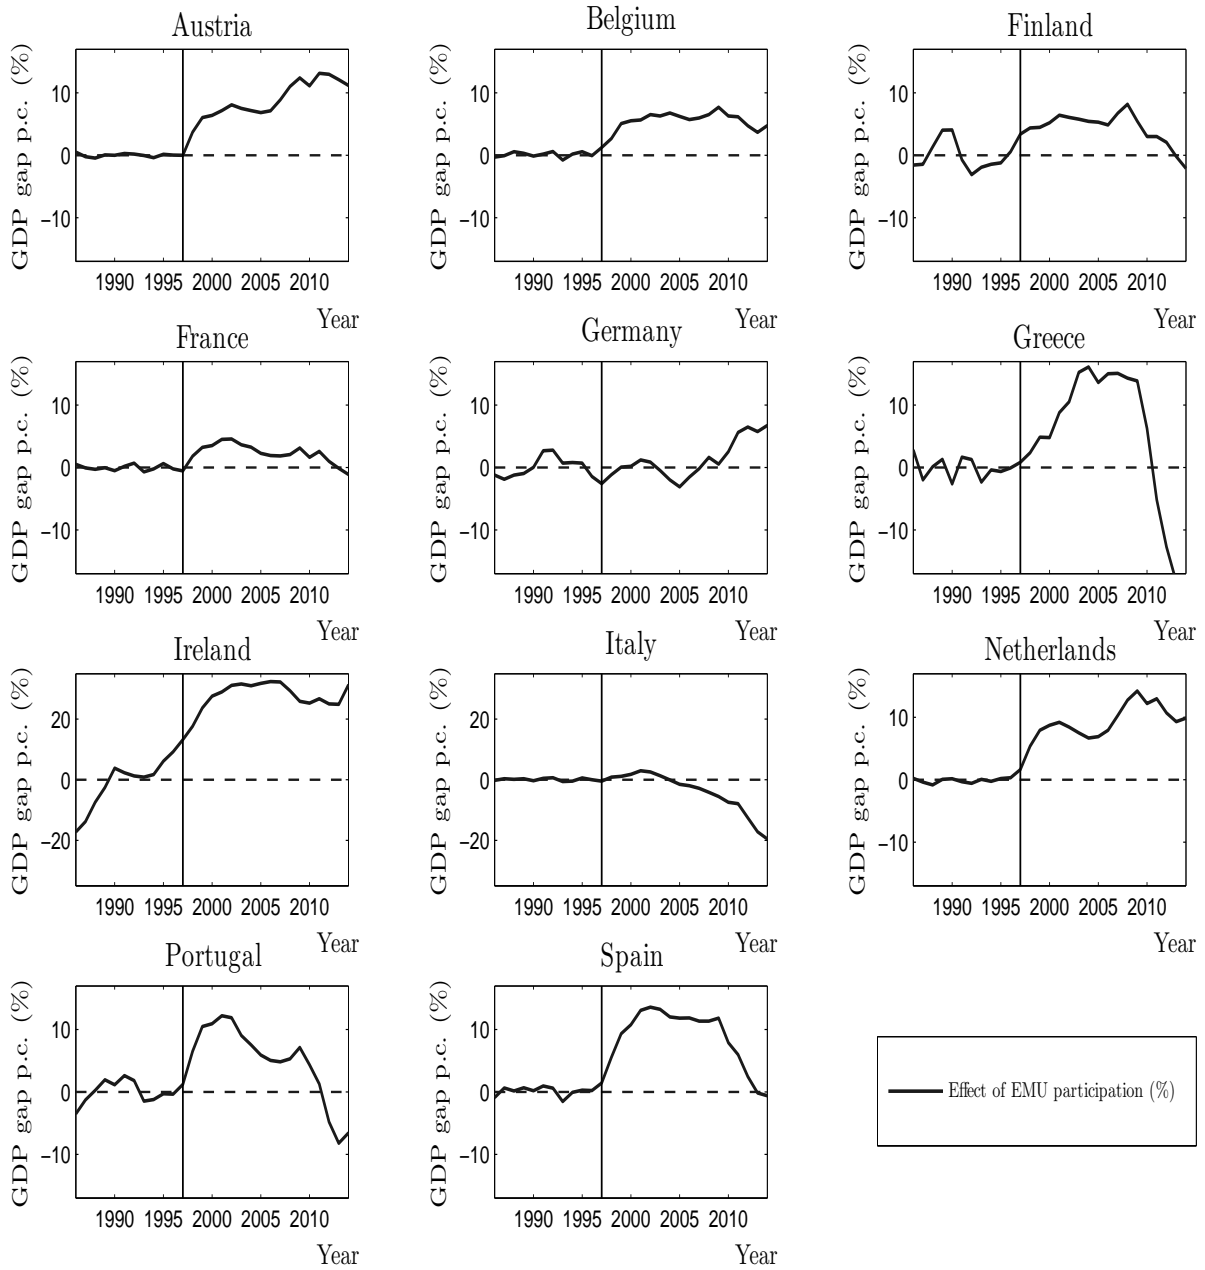 Austria
GDP gap p.c. (%)
10
0
−10
1990 1995 2000 2005 2010
Year
Belgium
GDP gap p.c. (%)
10
0
−10
1990 1995 2000 2005 2010
Year
Finland
GDP gap p.c. (%)
10
0
−10
1990 1995 2000 2005 2010
Year
France
GDP gap p.c. (%)
10
0
−10
1990 1995 2000 2005 2010
Year
Germany
GDP gap p.c. (%)
10
0
−10
1990 1995 2000 2005 2010
Year
Greece
GDP gap p.c. (%)
10
0
−10
1990 1995 2000 2005 2010
Year
Ireland
GDP gap p.c. (%)
20
0
−20
1990 1995 2000 2005 2010
Year
Italy
GDP gap p.c. (%)
20
0
−20
1990 1995 2000 2005 2010
Year
Netherlands
GDP gap p.c. (%)
10
0
−10
1990 1995 2000 2005 2010
Year
Portugal
GDP gap p.c. (%)
10
0
−10
1990 1995 2000 2005 2010
Year
Spain
GDP gap p.c. (%)
10
0
−10
1990 1995 2000 2005 2010
Year
Effect of EMU participation (%)